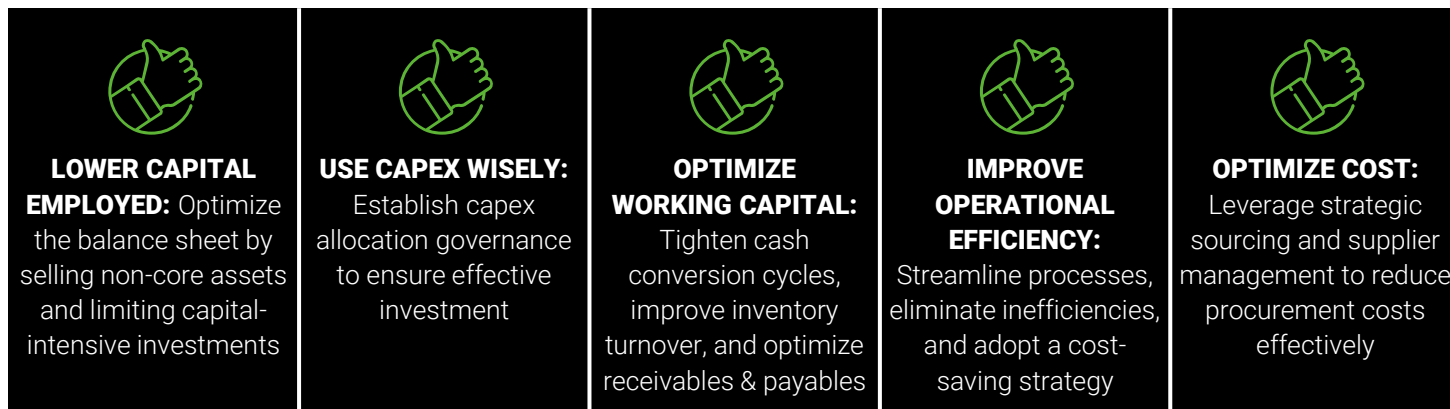 LOWER CAPITAL
EMPLOYED: Optimize
the balance sheet by
selling non-core assets
and limiting capital-
intensive investments
USE CAPEX WISELY:
Establish capex
allocation governance
to ensure effective
investment
OPTIMIZE
WORKING CAPITAL:
Tighten cash
conversion cycles,
improve inventory
turnover, and optimize
receivables & payables
IMPROVE
OPERATIONAL
EFFICIENCY:
Streamline processes,
eliminate inefficiencies,
and adopt a cost-
saving strategy
OPTIMIZE COST:
Leverage strategic
sourcing and supplier
management to reduce
procurement costs
effectively